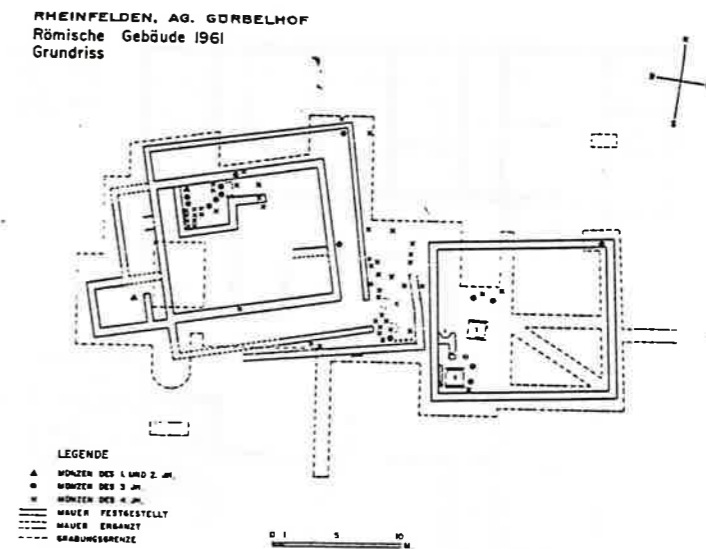 RHEINFELDEN, AG. GÖRBELHOF
Römische Gebäude 1961
Grundriss
LEGENDE
MÜNZEN DES 1. UND 2. JH.
MÜNZEN DES 3. JH.
MÜNZEN DES 4. JH.
MAUER FESTGESTELLT
MAUER ERGÄNZT
GRABUNGSGRENZE
0 1 5 10
M